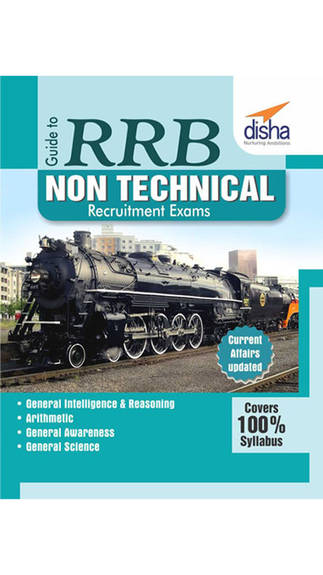 Guide to
RRB
disha
Nurturing Ambitions
NON TECHNICAL
Recruitment Exams
Current
Affairs
updated
• General Intelligence & Reasoning
• Arithmetic
• General Awareness
• General Science
Covers
100%
Syllabus